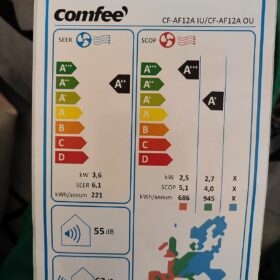 comfee'
CF-AF12A IU/CF-AF12A OU
SEER SCOP
A+++ A+++
A++ A++ A++
A+ A+ A+
A A
B B
C C
D D
kW 3,6 kW 2,5 2,7 X
SEER 6,1 SCOP 5,1 4,0 X
kWh/annum 221 kWh/annum 686 945 X
55 dB
dB